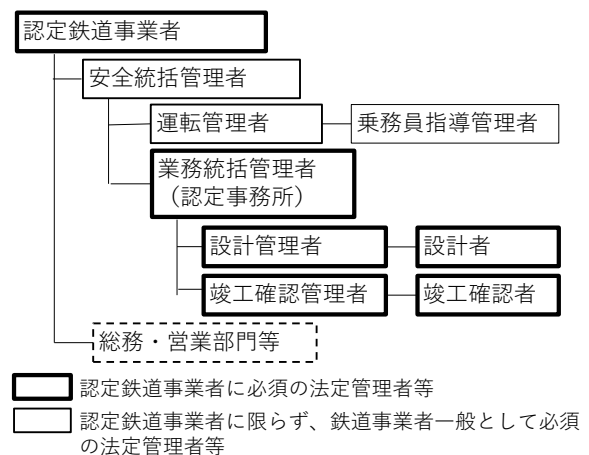 認定鉄道事業者
安全統括管理者
運転管理者
乗務員指導管理者
業務統括管理者
（認定事務所）
設計管理者
設計者
竣工確認管理者
竣工確認者
総務・営業部門等
認定鉄道事業者に必須の法定管理者等
認定鉄道事業者に限らず、鉄道事業者一般として必須
の法定管理者等